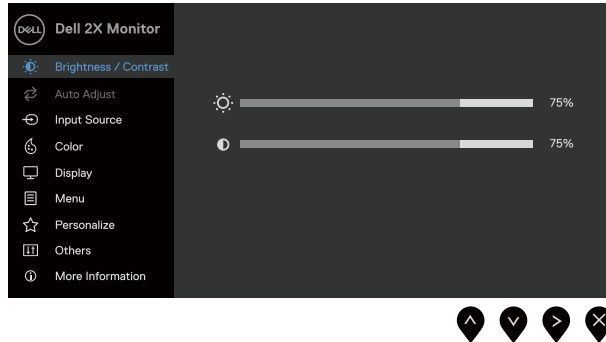 DELL
Dell 2X Monitor
Brightness / Contrast
Auto Adjust
Input Source
Color
Display
Menu
Personalize
Others
More Information
75%
75%